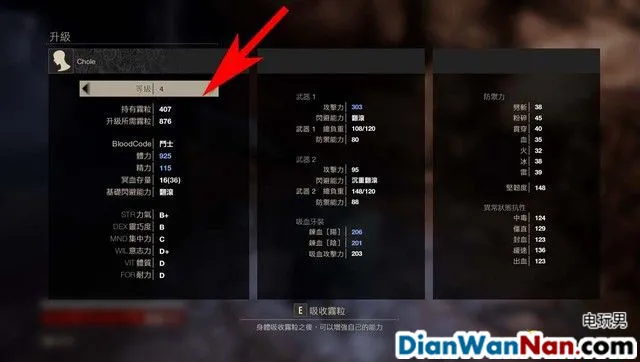 升級
Chole
等級 4
持有霧粒 407
升級所需霧粒 876
BloodCode 鬥士
體力 925
精力 115
冥血存量 16(36)
基礎閃避能力 翻滾
STR 力氣 B+
DEX 靈巧度 B
MND 集中力 C
WIL 意志力 D+
VIT 體質 D
FOR 耐力 D
武器 1
攻擊力 303
閃避能力 翻滾
武器 1 總負重 108/120
防禦能力 80
武器 2
攻擊力 95
閃避能力 沉重翻滾
武器 2 總負重 148/120
防禦能力 88
吸血牙裝
鍊血 [陽] 206
鍊血 [陰] 201
吸血攻擊力 203
防禦力
劈斬 38
粉碎 45
貫穿 40
血 35
火 32
冰 38
雷 39
堅韌度 148
異常狀態抗性
中毒 124
僵直 129
封血 123
緩速 136
出血 123
E 吸收霧粒
身體吸收霧粒之後，可以增強自己的能力
电玩男
DianWanNan.com